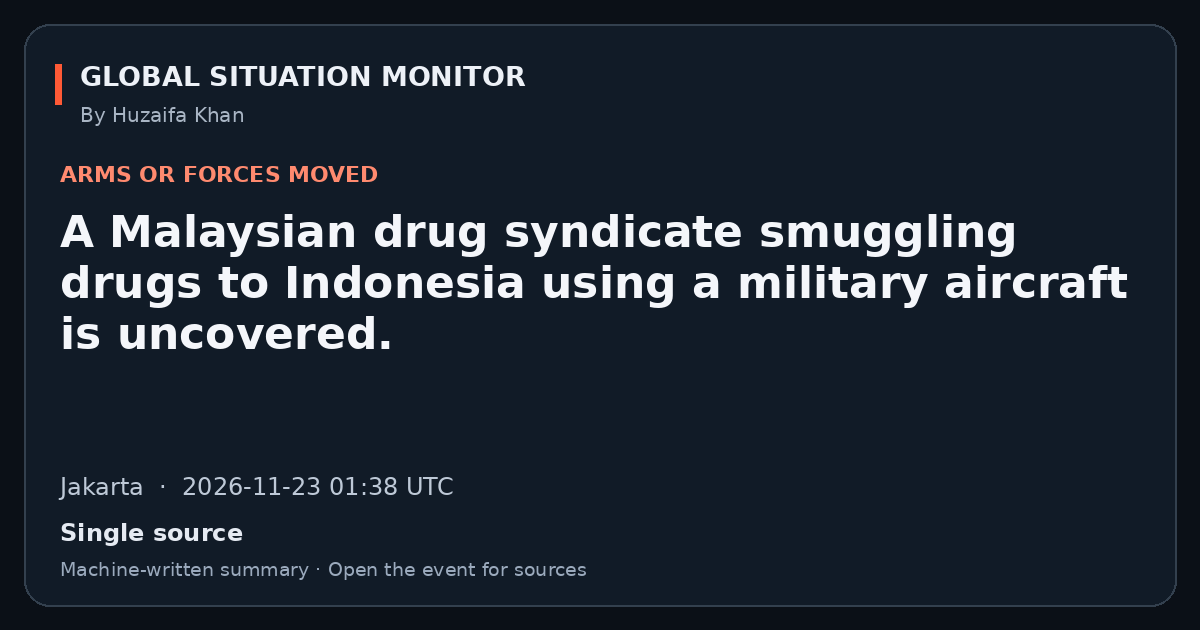 GLOBAL SITUATION MONITOR
By Huzaifa Khan
ARMS OR FORCES MOVED
A Malaysian drug syndicate smuggling
drugs to Indonesia using a military aircraft
is uncovered.
Jakarta · 2026-11-23 01:38 UTC
Single source
Machine-written summary · Open the event for sources